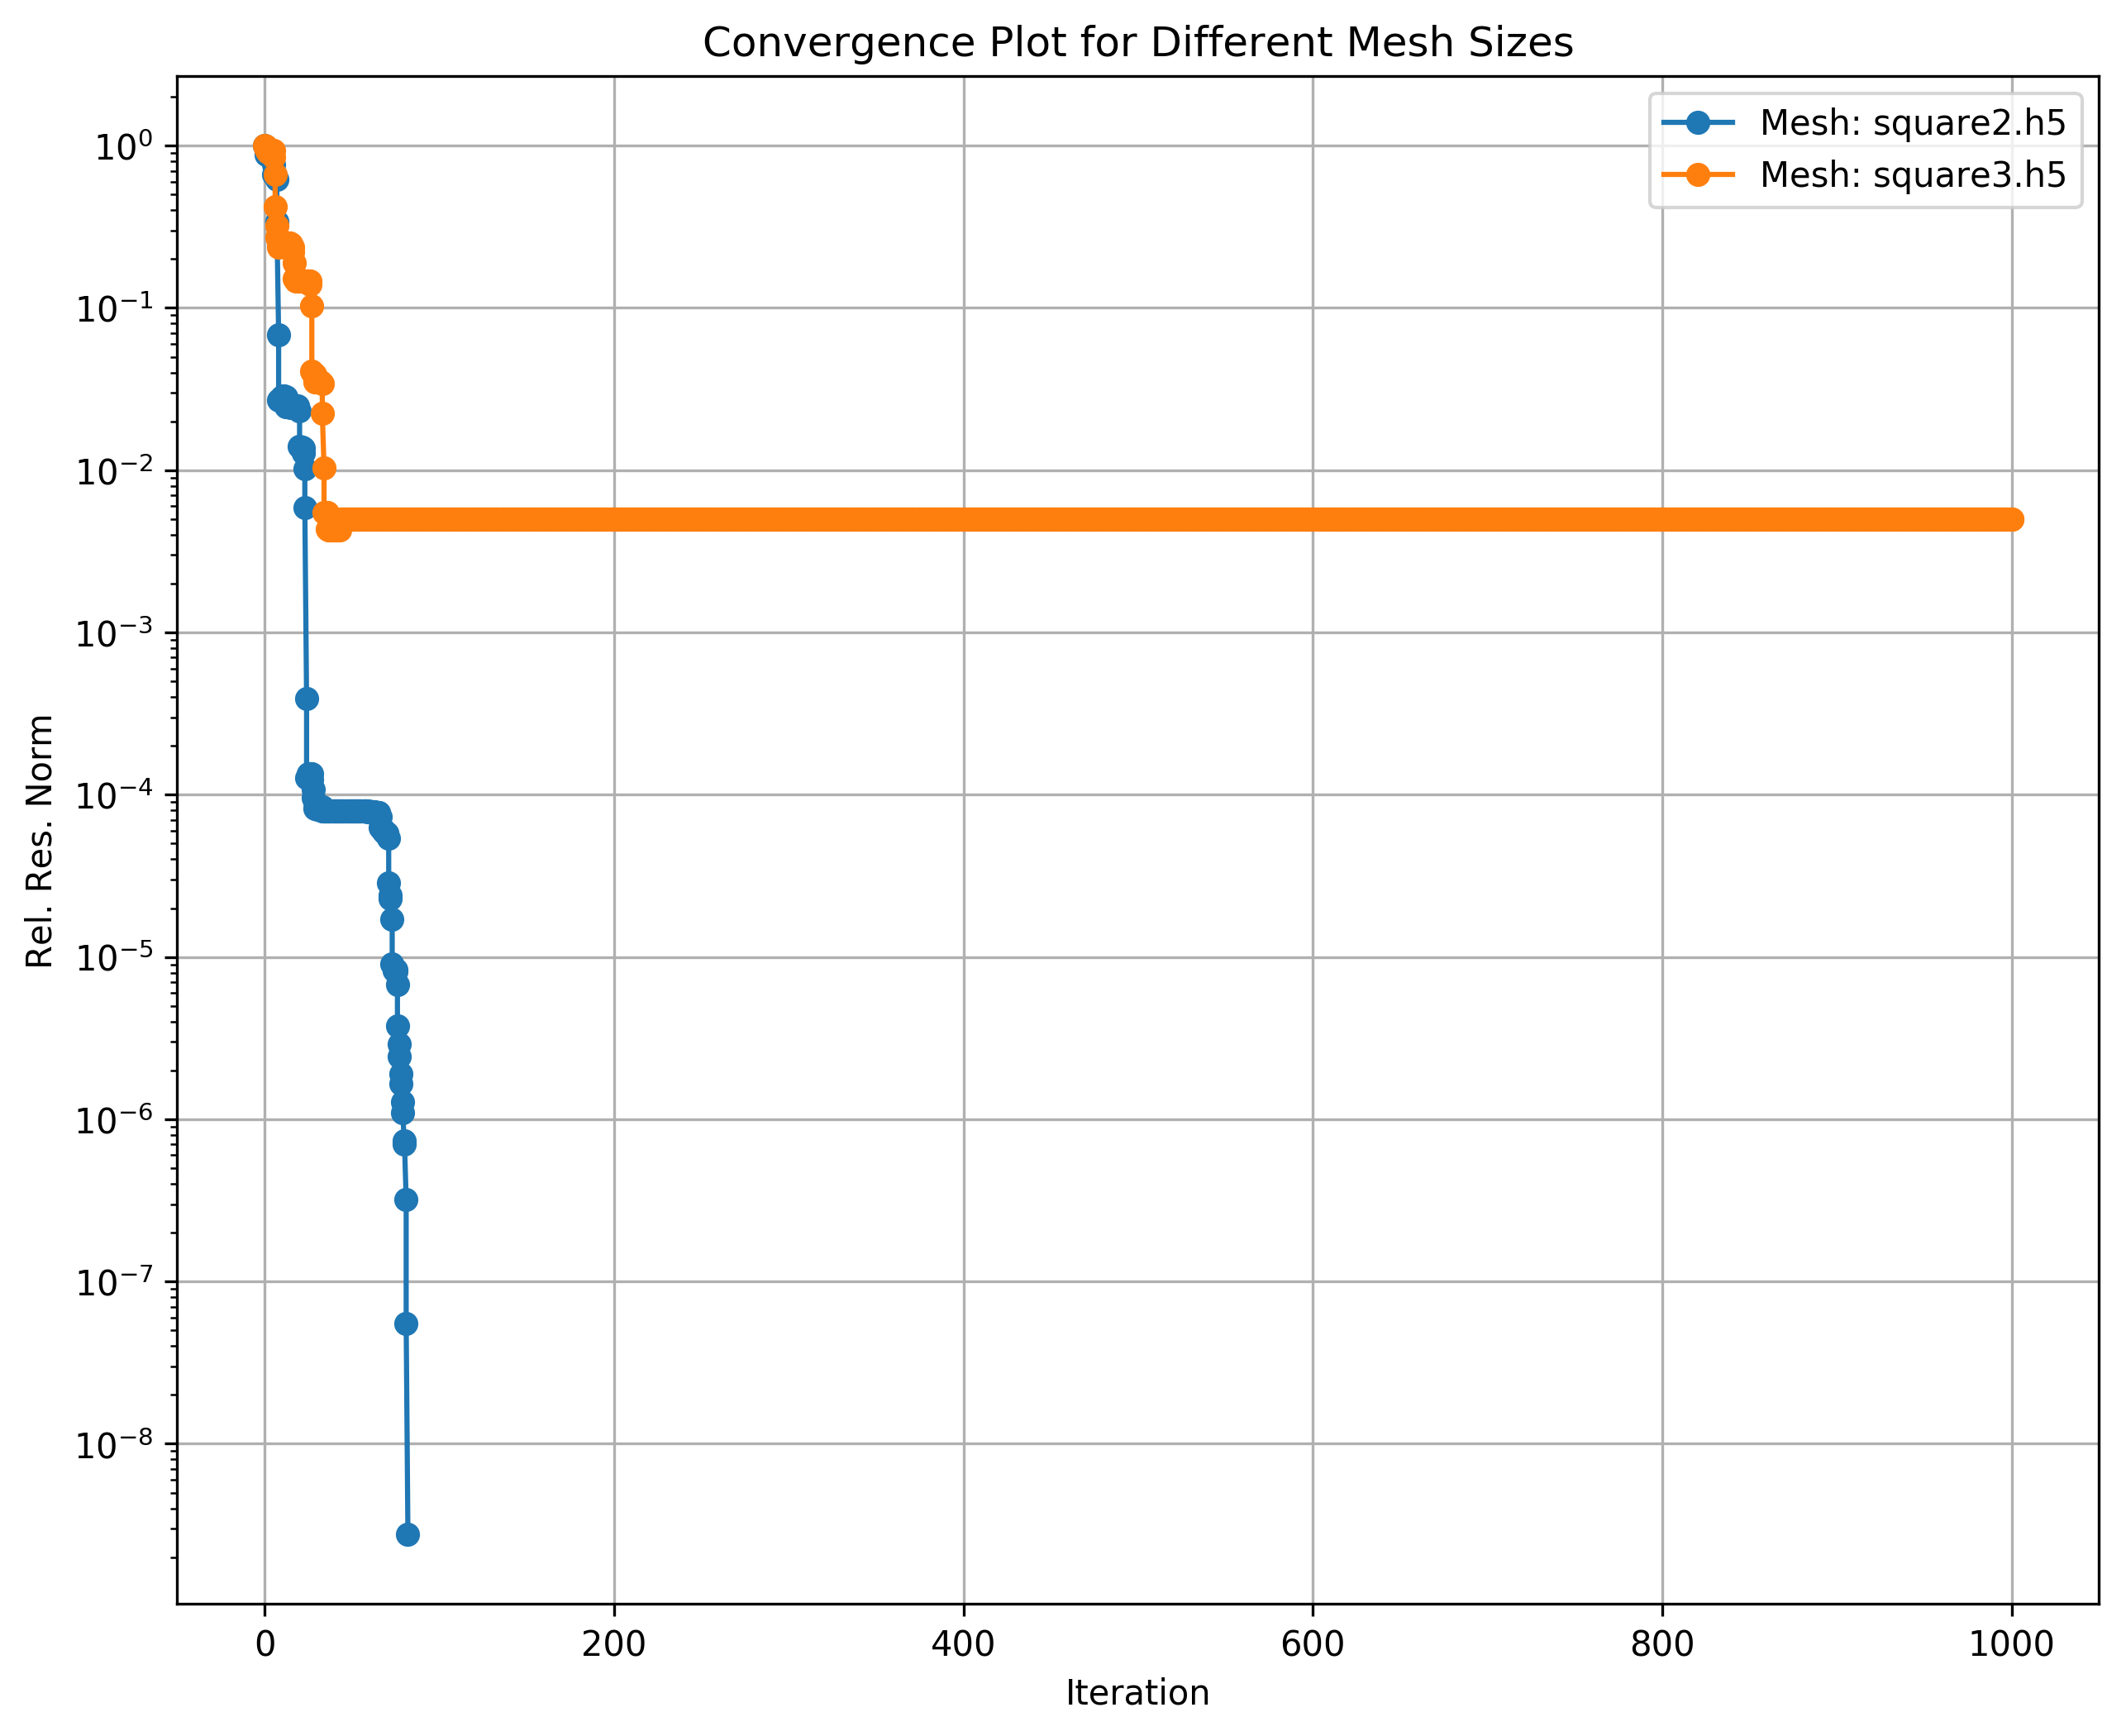 Convergence Plot for Different Mesh Sizes
Mesh: square2.h5
Mesh: square3.h5
10⁰
10⁻¹
10⁻²
10⁻³
10⁻⁴
10⁻⁵
10⁻⁶
10⁻⁷
10⁻⁸
Rel. Res. Norm
0 200 400 600 800 1000
Iteration